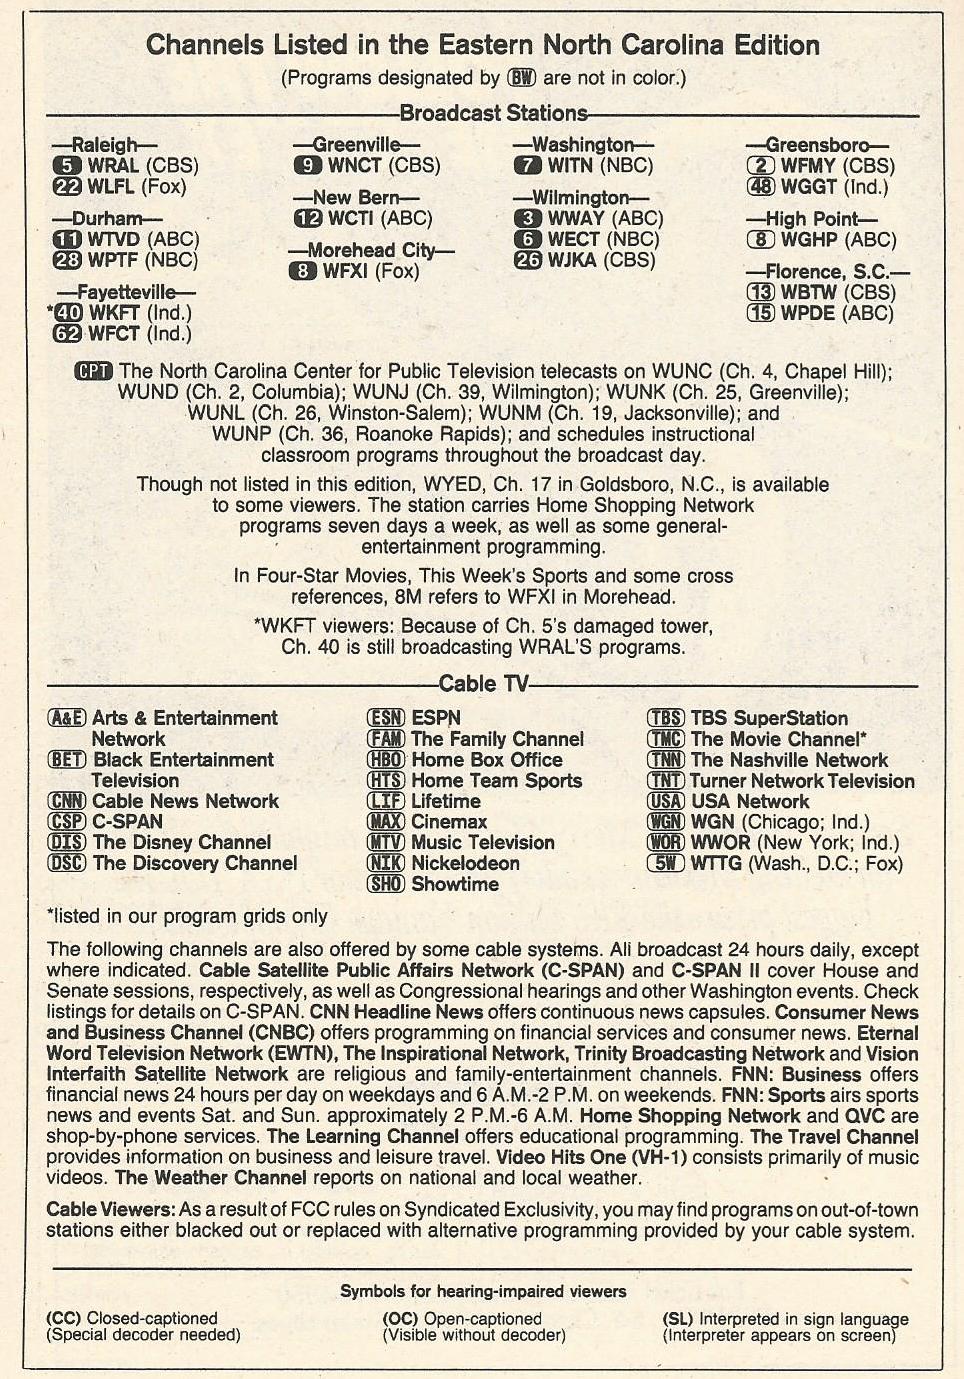 Channels Listed in the Eastern North Carolina Edition
(Programs designated by BW are not in color.)
Broadcast Stations
—Raleigh—
5 WRAL (CBS)
22 WLFL (Fox)
—Durham—
11 WTVD (ABC)
28 WPTF (NBC)
—Fayetteville—
*40 WKFT (Ind.)
62 WFCT (Ind.)
—Greenville—
9 WNCT (CBS)
—New Bern—
12 WCTI (ABC)
—Morehead City—
8 WFXI (Fox)
—Washington—
7 WITN (NBC)
—Wilmington—
3 WWAY (ABC)
6 WECT (NBC)
26 WJKA (CBS)
—Greensboro—
2 WFMY (CBS)
48 WGGT (Ind.)
—High Point—
8 WGHP (ABC)
—Florence, S.C.—
13 WBTW (CBS)
15 WPDE (ABC)
CPT The North Carolina Center for Public Television telecasts on WUNC (Ch. 4, Chapel Hill);
WUND (Ch. 2, Columbia); WUNJ (Ch. 39, Wilmington); WUNK (Ch. 25, Greenville);
WUNL (Ch. 26, Winston-Salem); WUNM (Ch. 19, Jacksonville); and
WUNP (Ch. 36, Roanoke Rapids); and schedules instructional
classroom programs throughout the broadcast day.
Though not listed in this edition, WYED, Ch. 17 in Goldsboro, N.C., is available
to some viewers. The station carries Home Shopping Network
programs seven days a week, as well as some general-
entertainment programming.
In Four-Star Movies, This Week's Sports and some cross
references, 8M refers to WFXI in Morehead.
*WKFT viewers: Because of Ch. 5's damaged tower,
Ch. 40 is still broadcasting WRAL'S programs.
Cable TV
A&E Arts & Entertainment
Network
BET Black Entertainment
Television
CNN Cable News Network
CSP C-SPAN
DIS The Disney Channel
DSC The Discovery Channel
ESN ESPN
FAM The Family Channel
HBO Home Box Office
HTS Home Team Sports
LIF Lifetime
MAX Cinemax
MTV Music Television
NIK Nickelodeon
SHO Showtime
TBS TBS SuperStation
TMC The Movie Channel*
TNN The Nashville Network
TNT Turner Network Television
USA USA Network
WGN WGN (Chicago; Ind.)
WOR WWOR (New York; Ind.)
5W WTTG (Wash., D.C.; Fox)
*listed in our program grids only
The following channels are also offered by some cable systems. All broadcast 24 hours daily, except
where indicated. Cable Satellite Public Affairs Network (C-SPAN) and C-SPAN II cover House and
Senate sessions, respectively, as well as Congressional hearings and other Washington events. Check
listings for details on C-SPAN. CNN Headline News offers continuous news capsules. Consumer News
and Business Channel (CNBC) offers programming on financial services and consumer news. Eternal
Word Television Network (EWTN), The Inspirational Network, Trinity Broadcasting Network and Vision
Interfaith Satellite Network are religious and family-entertainment channels. FNN: Business offers
financial news 24 hours per day on weekdays and 6 A.M.-2 P.M. on weekends. FNN: Sports airs sports
news and events Sat. and Sun. approximately 2 P.M.-6 A.M. Home Shopping Network and QVC are
shop-by-phone services. The Learning Channel offers educational programming. The Travel Channel
provides information on business and leisure travel. Video Hits One (VH-1) consists primarily of music
videos. The Weather Channel reports on national and local weather.
Cable Viewers: As a result of FCC rules on Syndicated Exclusivity, you may find programs on out-of-town
stations either blacked out or replaced with alternative programming provided by your cable system.
Symbols for hearing-impaired viewers
(CC) Closed-captioned
(Special decoder needed)
(OC) Open-captioned
(Visible without decoder)
(SL) Interpreted in sign language
(Interpreter appears on screen)